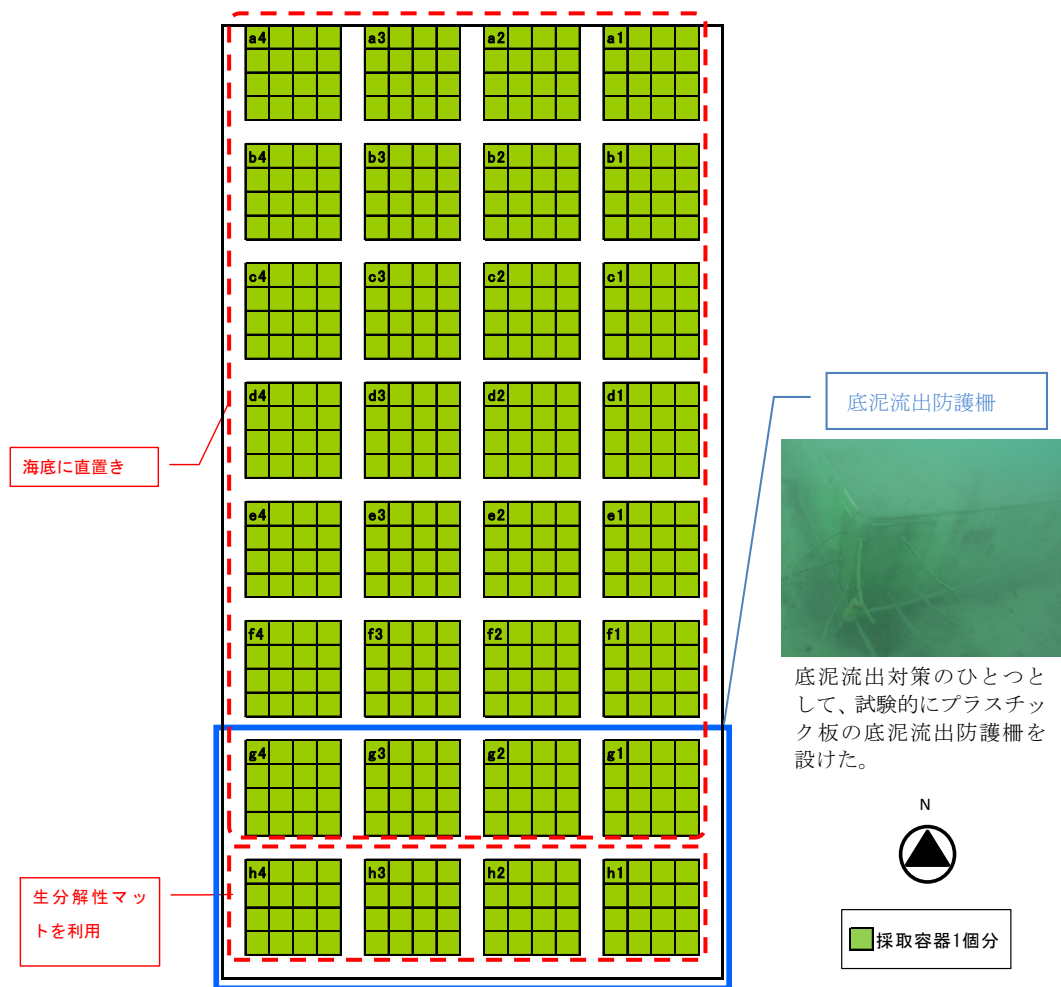 a4 a3 a2 a1
b4 b3 b2 b1
c4 c3 c2 c1
d4 d3 d2 d1
底泥流出防護柵
海底に直置き
e4 e3 e2 e1
f4 f3 f2 f1
底泥流出対策のひとつと
して、試験的にプラスチッ
ク板の底泥流出防護柵を
設けた。
g4 g3 g2 g1
N
h4 h3 h2 h1
生分解性マッ
トを利用
採取容器1個分